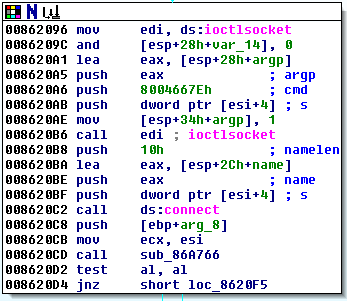 00862096 mov     edi, ds:ioctlsocket
0086209C and     [esp+28h+var_14], 0
008620A1 lea     eax, [esp+28h+argp]
008620A5 push    eax             ; argp
008620A6 push    8004667Eh       ; cmd
008620AB push    dword ptr [esi+4] ; s
008620AE mov     [esp+34h+argp], 1
008620B6 call    edi ; ioctlsocket
008620B8 push    10h             ; namelen
008620BA lea     eax, [esp+2Ch+name]
008620BE push    eax             ; name
008620BF push    dword ptr [esi+4] ; s
008620C2 call    ds:connect
008620C8 push    [ebp+arg_8]
008620CB mov     ecx, esi
008620CD call    sub_86A766
008620D2 test    al, al
008620D4 jnz     short loc_8620F5